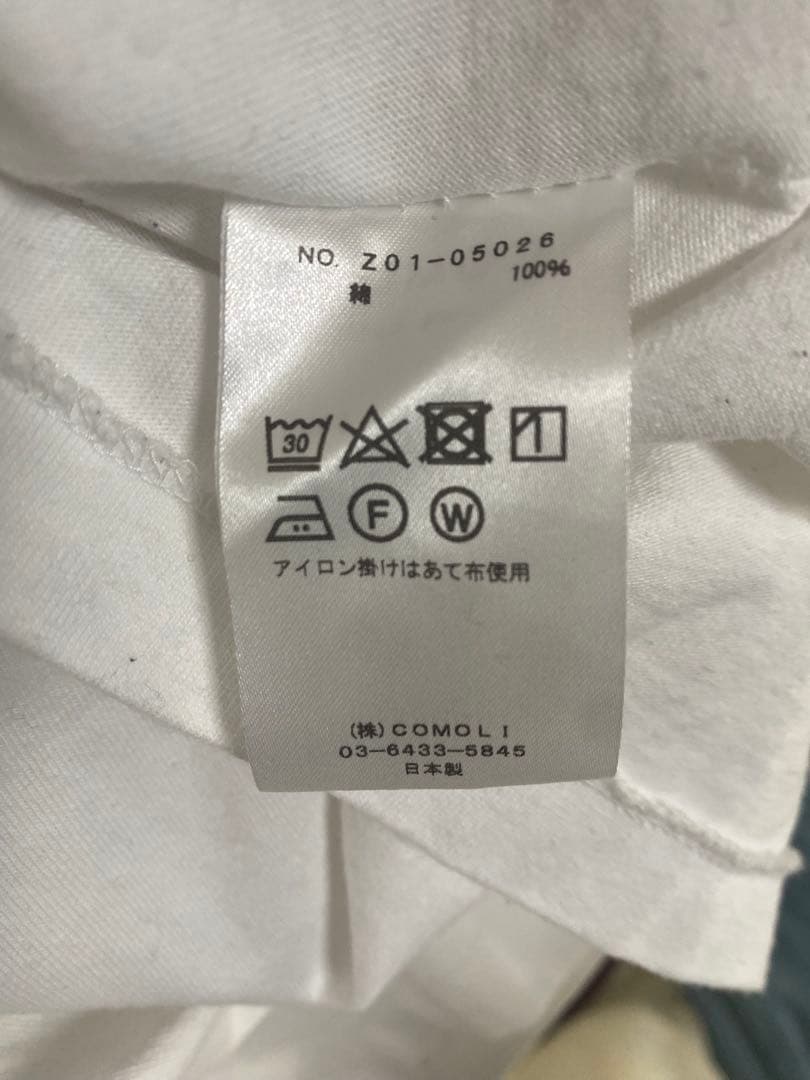 NO. Z01-05026
綿 100%
30
F W
アイロン掛けはあて布使用
(株)COMOLI
03-6433-5845
日本製